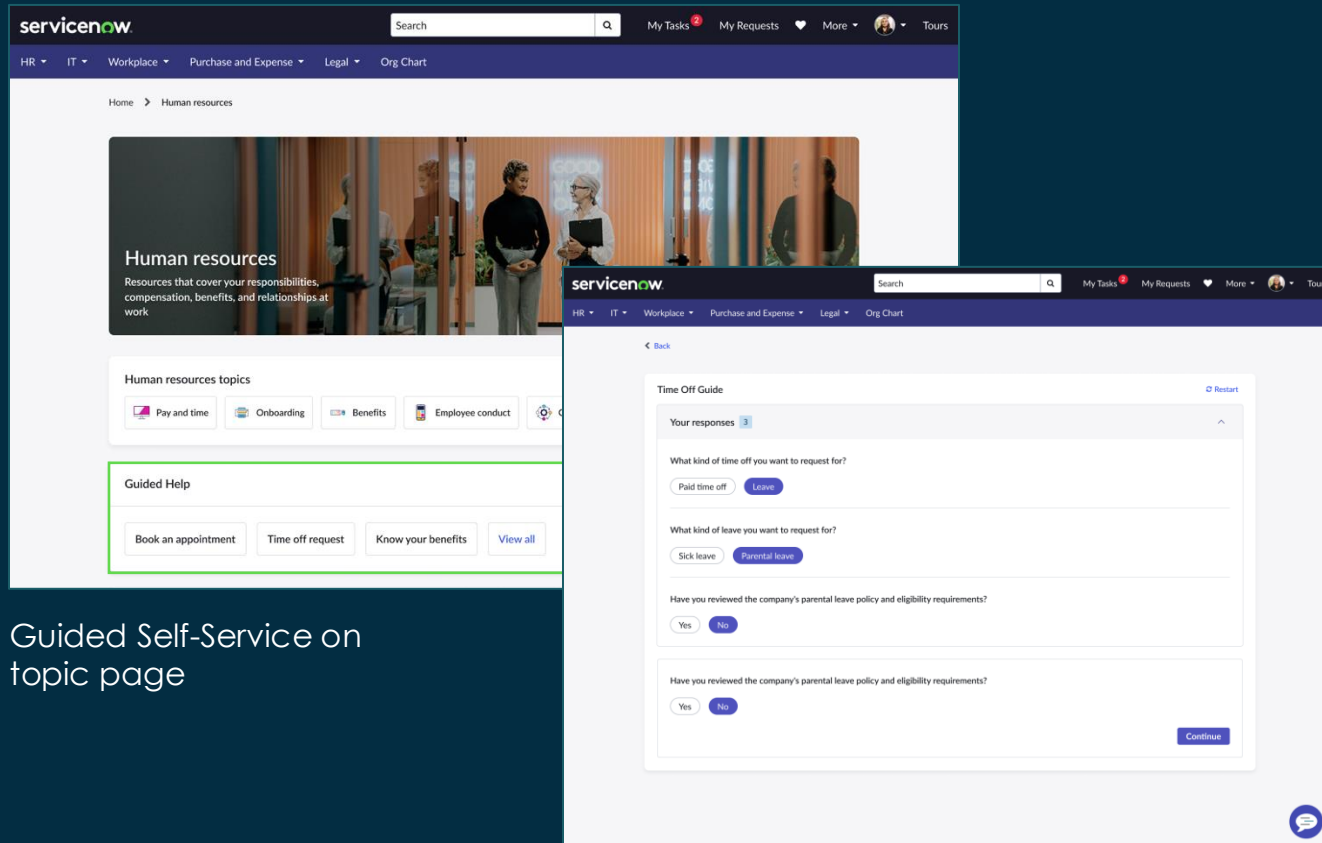 servicenow
Search
My Tasks 2 My Requests More Tours
HR IT Workplace Purchase and Expense Legal Org Chart
Home > Human resources
GOOD
Human resources
Resources that cover your responsibilities,
compensation, benefits, and relationships at
work
Human resources topics
Pay and time Onboarding Benefits Employee conduct
Guided Help
Book an appointment Time off request Know your benefits View all
Guided Self-Service on
topic page
servicenow
Search
My Tasks 2 My Requests More Tour
HR IT Workplace Purchase and Expense Legal Org Chart
Back
Time Off Guide Restart
Your responses 3
What kind of time off you want to request for?
Paid time off Leave
What kind of leave you want to request for?
Sick leave Parental leave
Have you reviewed the company's parental leave policy and eligibility requirements?
Yes No
Have you reviewed the company's parental leave policy and eligibility requirements?
Yes No
Continue